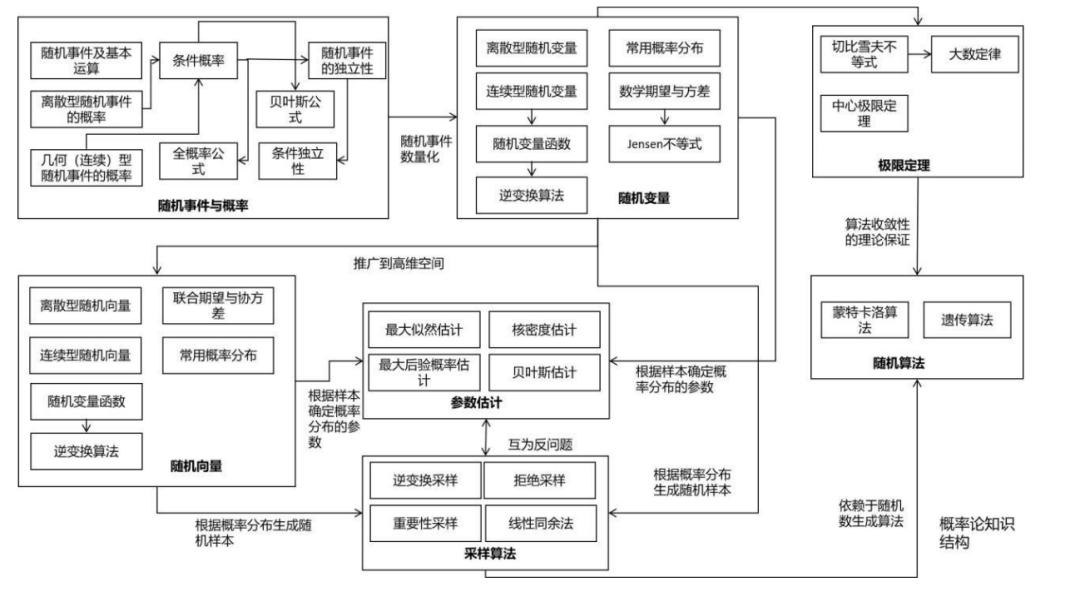 随机事件及基本
运算
条件概率
随机事件
的独立性
离散型随机事件
的概率
贝叶斯公
式
几何（连续）型
随机事件的概率
全概率公
式
条件独立
性
随机事件与概率
随机事件
数量化
离散型随机变量
常用概率分布
连续型随机变量
数学期望与方差
随机变量函数
Jensen不等式
逆变换算法
随机变量
切比雪夫不
等式
大数定律
中心极限定
理
极限定理
算法收敛性
的理论保证
推广到高维空间
离散型随机向量
联合期望与协方
差
连续型随机向量
常用概率分布
随机变量函数
逆变换算法
随机向量
根据样本
确定概率
分布的参
数
最大似然估计
核密度估计
最大后验概率估
计
贝叶斯估计
参数估计
根据样本确定概
率分布的参数
蒙特卡洛算
法
遗传算法
随机算法
互为反问题
逆变换采样
拒绝采样
重要性采样
线性同余法
采样算法
根据概率分布生成随
机样本
根据概率分布
生成随机样本
依赖于随机
数生成算法
概率论知识
结构